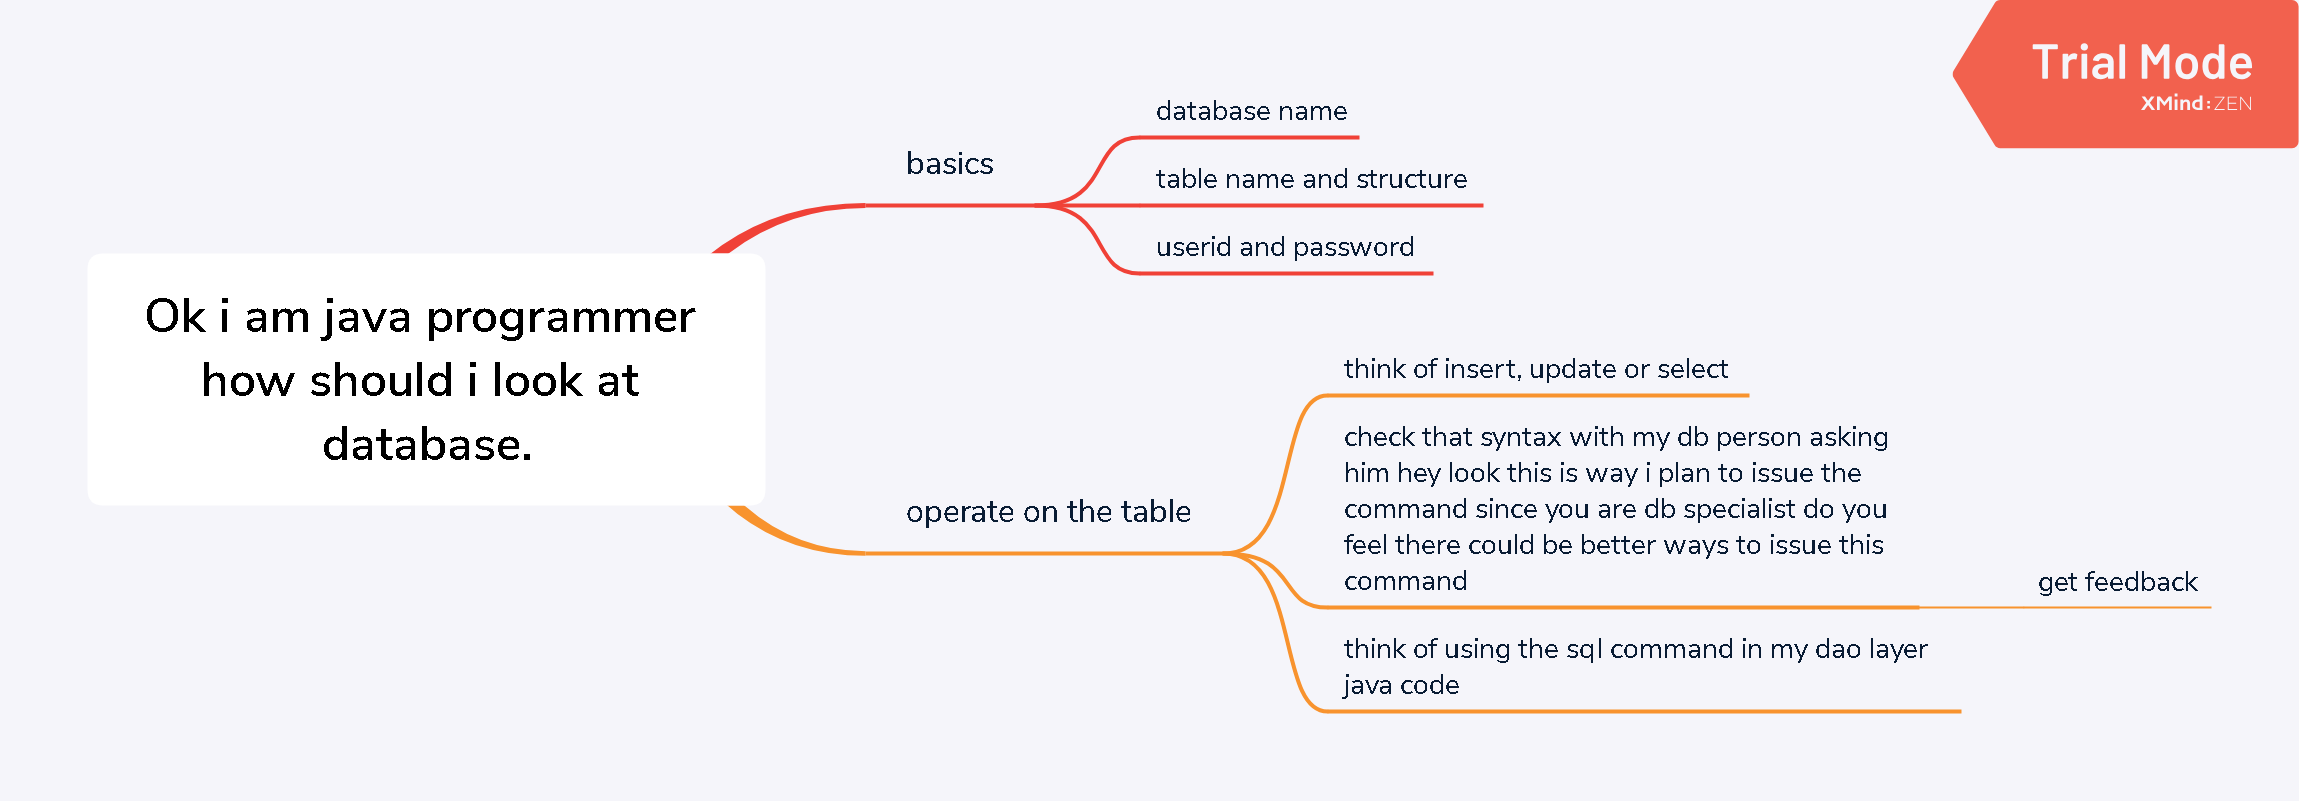 Trial Mode
XMind:ZEN
Ok i am java programmer
how should i look at
database.
basics
database name
table name and structure
userid and password
operate on the table
think of insert, update or select
check that syntax with my db person asking
him hey look this is way i plan to issue the
command since you are db specialist do you
feel there could be better ways to issue this
command
get feedback
think of using the sql command in my dao layer
java code